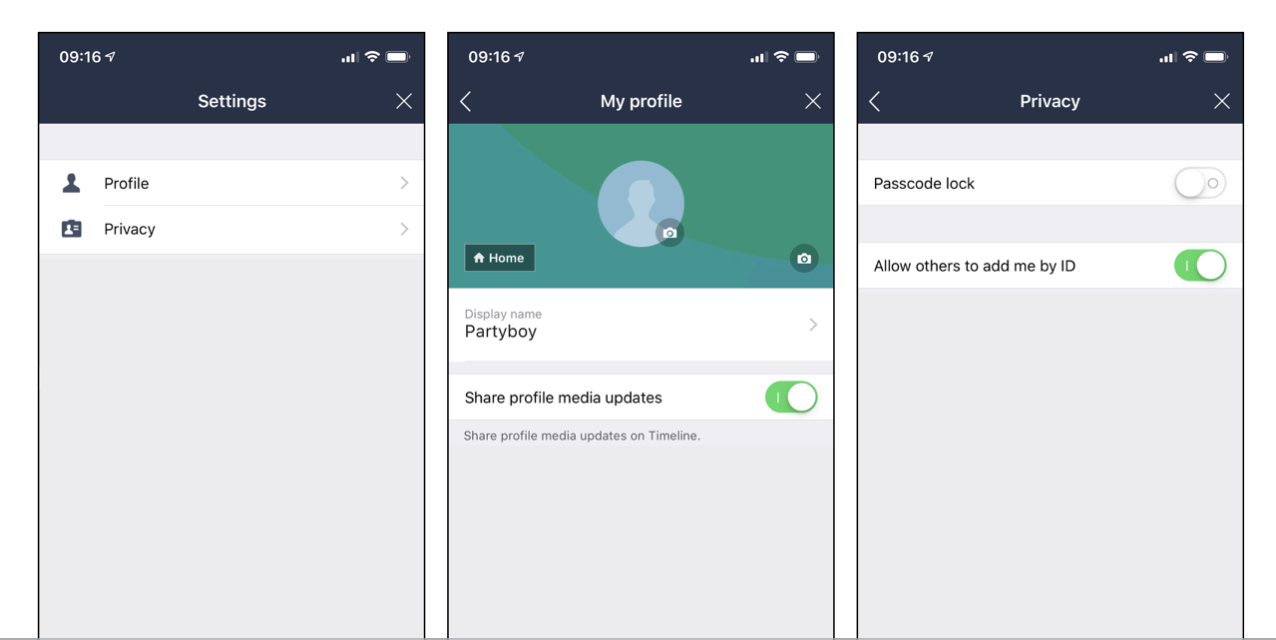 09:16
Settings
Profile
Privacy
09:16
My profile
Home
Display name
Partyboy
Share profile media updates
Share profile media updates on Timeline.
09:16
Privacy
Passcode lock
Allow others to add me by ID